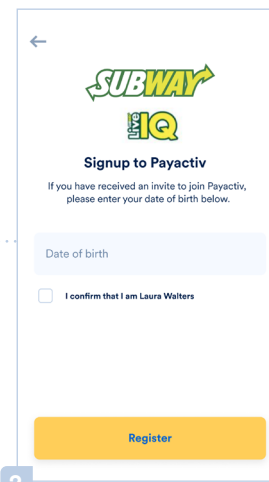 SUBWAY
Live IQ
Signup to Payactiv
If you have received an invite to join Payactiv,
please enter your date of birth below.
Date of birth
I confirm that I am Laura Walters
Register